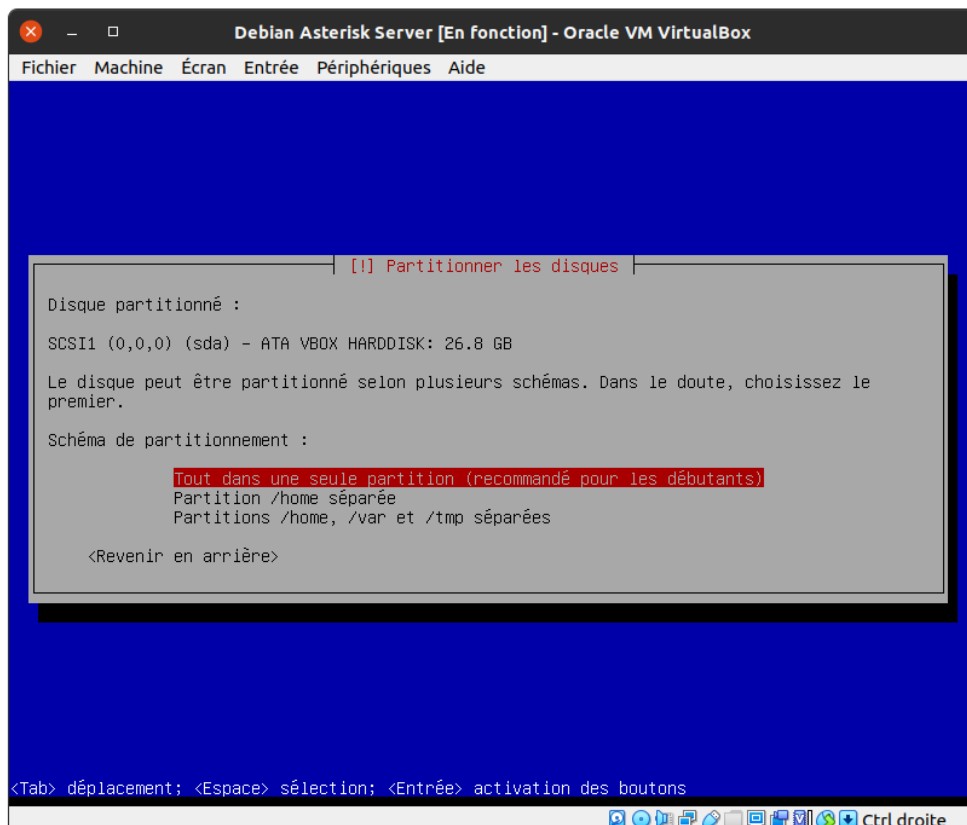 Debian Asterisk Server [En fonction] - Oracle VM VirtualBox
Fichier Machine Écran Entrée Périphériques Aide
[!] Partitionner les disques
Disque partitionné :
SCSI1 (0,0,0) (sda) - ATA VBOX HARDDISK: 26.8 GB
Le disque peut être partitionné selon plusieurs schémas. Dans le doute, choisissez le
premier.
Schéma de partitionnement :
Tout dans une seule partition (recommandé pour les débutants)
Partition /home séparée
Partitions /home, /var et /tmp séparées
<Revenir en arrière>
<Tab> déplacement; <Espace> sélection; <Entrée> activation des boutons
Ctrl droite